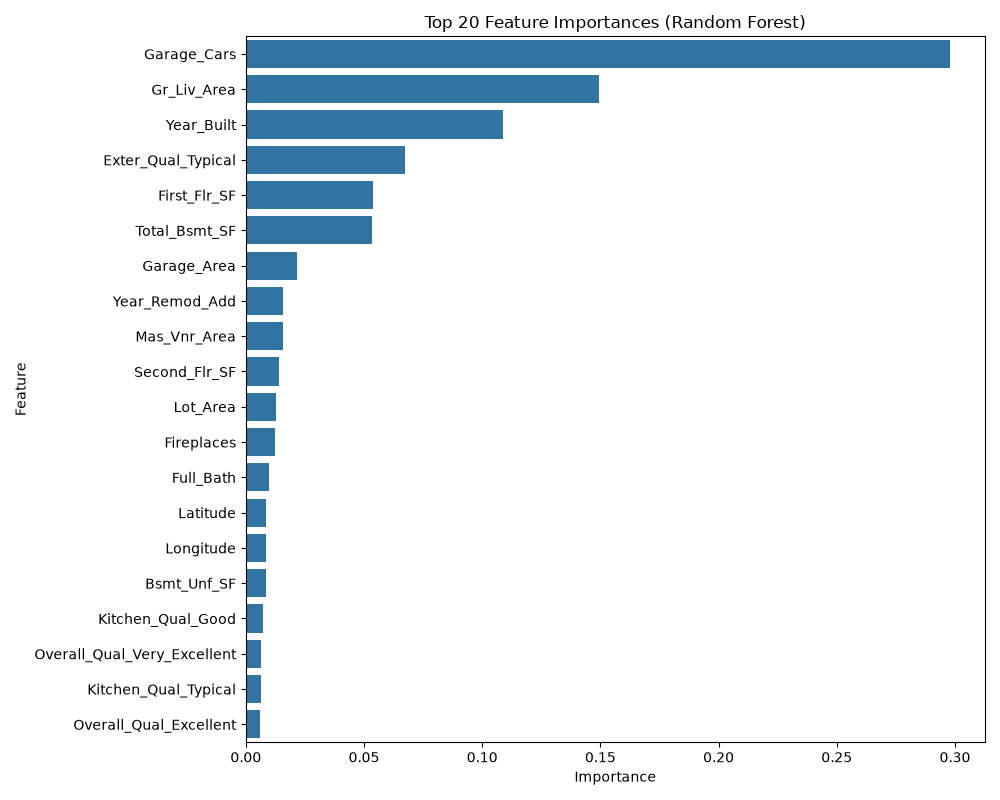 Top 20 Feature Importances (Random Forest)
Feature
Garage_Cars
Gr_Liv_Area
Year_Built
Exter_Qual_Typical
First_Flr_SF
Total_Bsmt_SF
Garage_Area
Year_Remod_Add
Mas_Vnr_Area
Second_Flr_SF
Lot_Area
Fireplaces
Full_Bath
Latitude
Longitude
Bsmt_Unf_SF
Kitchen_Qual_Good
Overall_Qual_Very_Excellent
Kitchen_Qual_Typical
Overall_Qual_Excellent
0.00 0.05 0.10 0.15 0.20 0.25 0.30
Importance